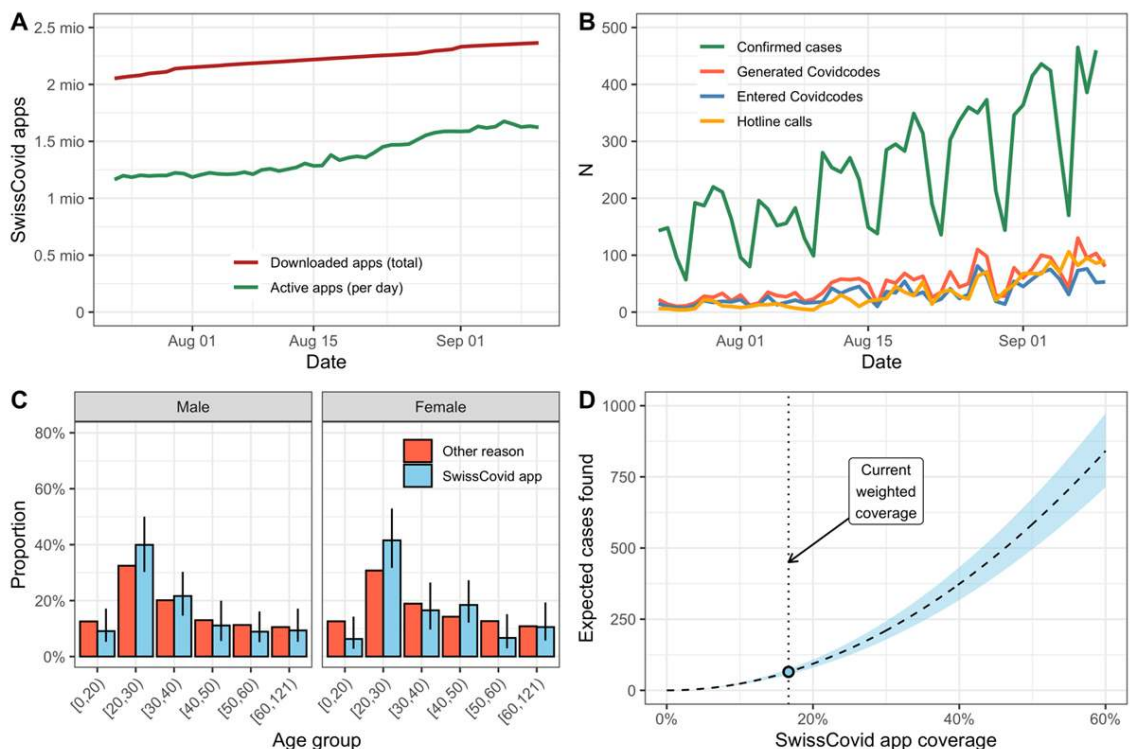 A
SwissCovid apps
2.5 mio
2 mio
1.5 mio
1 mio
0.5 mio
0
Downloaded apps (total)
Active apps (per day)
Aug 01
Aug 15
Sep 01
Date
B
N
500
400
300
200
100
0
Confirmed cases
Generated Covidcodes
Entered Covidcodes
Hotline calls
Aug 01
Aug 15
Sep 01
Date
C
Male
Female
Proportion
80%
60%
40%
20%
0%
Other reason
SwissCovid app
[0,20)
[20,30)
[30,40)
[40,50)
[50,60)
[60,121)
[0,20)
[20,30)
[30,40)
[40,50)
[50,60)
[60,121)
Age group
D
Expected cases found
1000
750
500
250
0
Current
weighted
coverage
0%
20%
40%
60%
SwissCovid app coverage